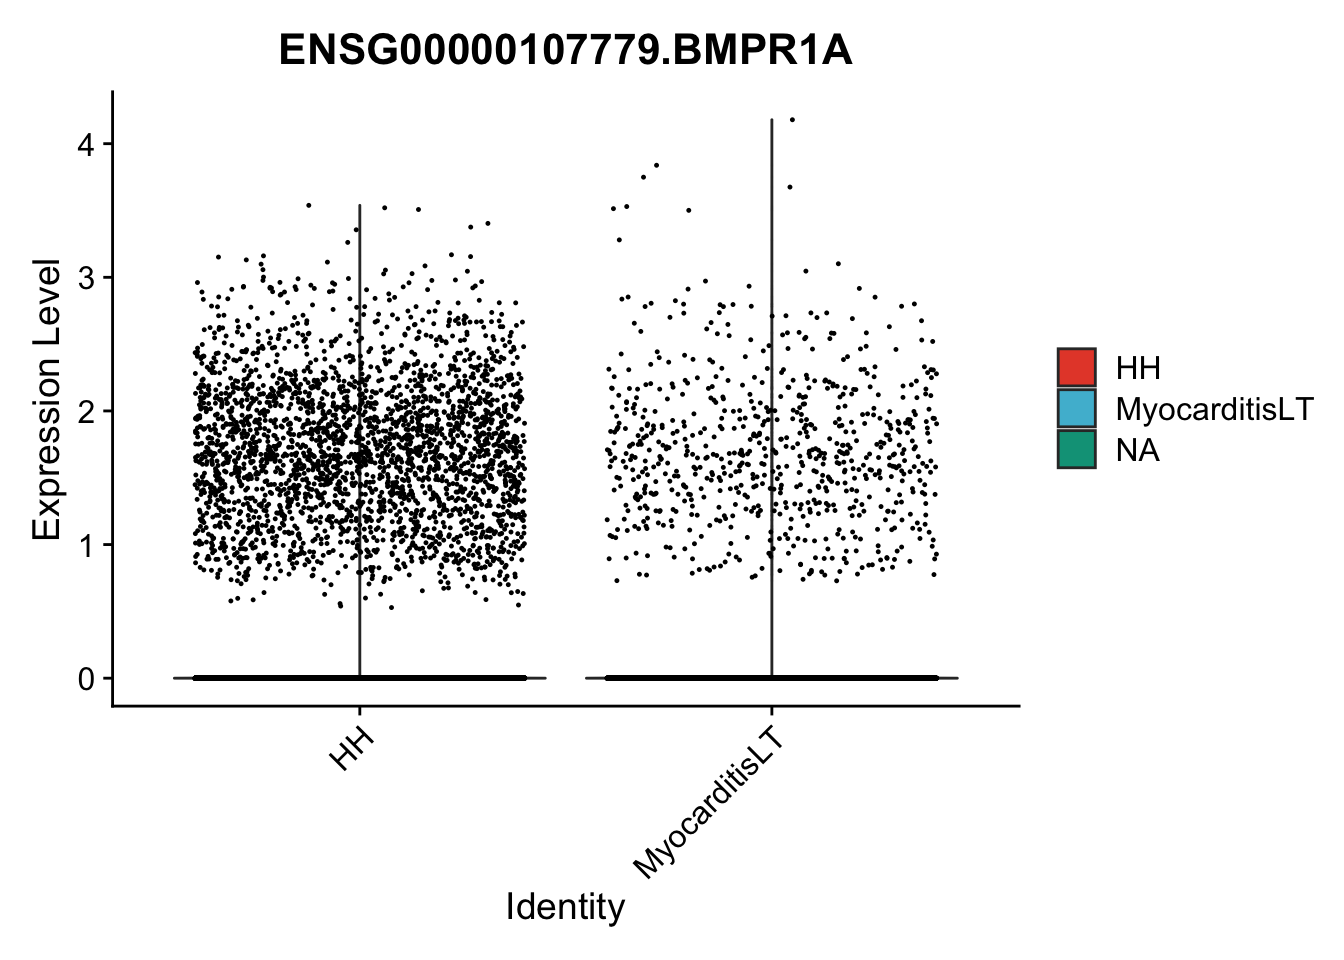 ENSG00000107779.BMPR1A
Expression Level
4
3
2
1
0
HH
MyocarditisLT
Identity
HH
MyocarditisLT
NA